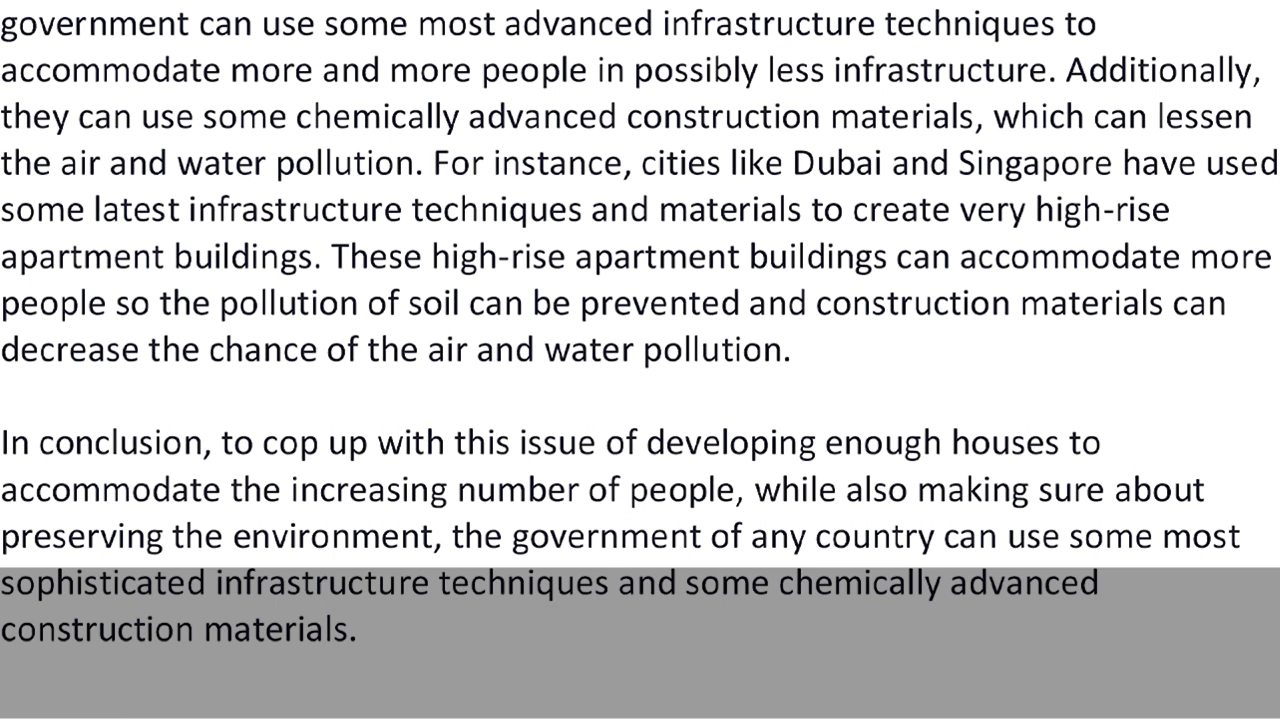 government can use some most advanced infrastructure techniques to
accommodate more and more people in possibly less infrastructure. Additionally,
they can use some chemically advanced construction materials, which can lessen
the air and water pollution. For instance, cities like Dubai and Singapore have used
some latest infrastructure techniques and materials to create very high-rise
apartment buildings. These high-rise apartment buildings can accommodate more
people so the pollution of soil can be prevented and construction materials can
decrease the chance of the air and water pollution.
In conclusion, to cop up with this issue of developing enough houses to
accommodate the increasing number of people, while also making sure about
preserving the environment, the government of any country can use some most
sophisticated infrastructure techniques and some chemically advanced
construction materials.